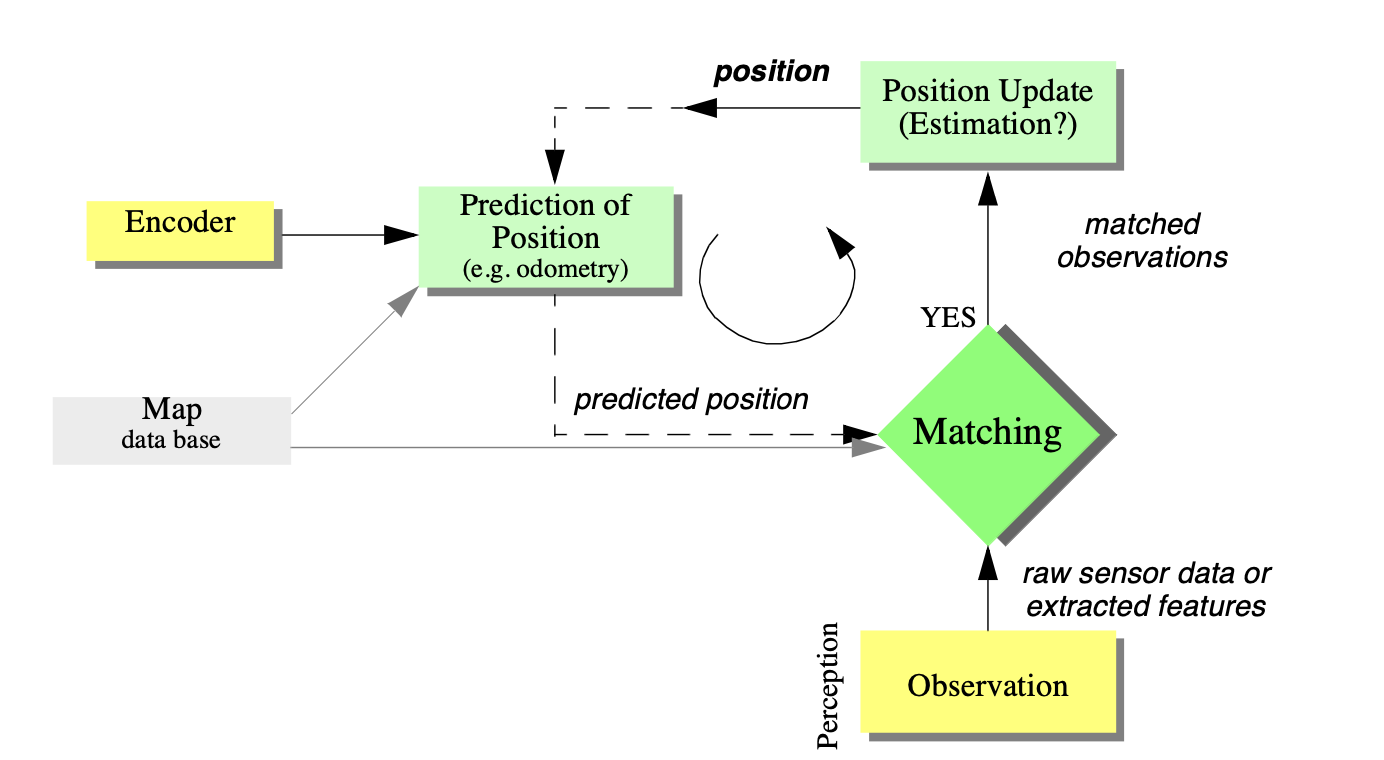 position
Position Update
(Estimation?)
Encoder
Prediction of
Position
(e.g. odometry)
matched
observations
YES
Map
data base
predicted position
Matching
raw sensor data or
extracted features
Perception
Observation